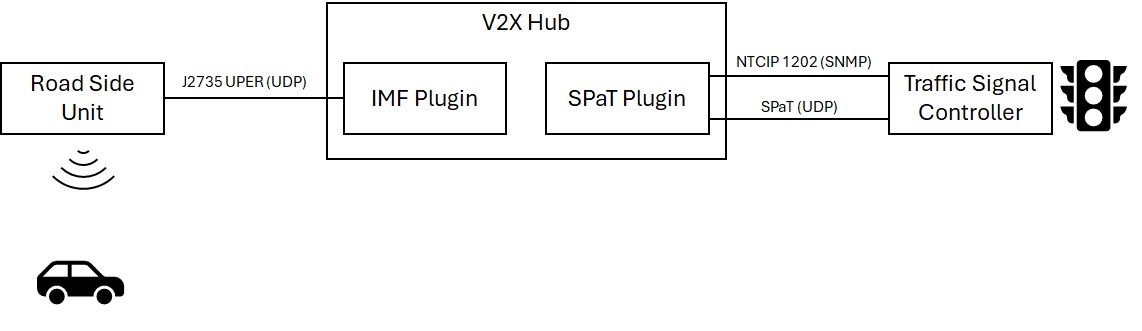 V2X Hub
Road Side
Unit
J2735 UPER (UDP)
IMF Plugin
SPaT Plugin
NTCIP 1202 (SNMP)
SPaT (UDP)
Traffic Signal
Controller